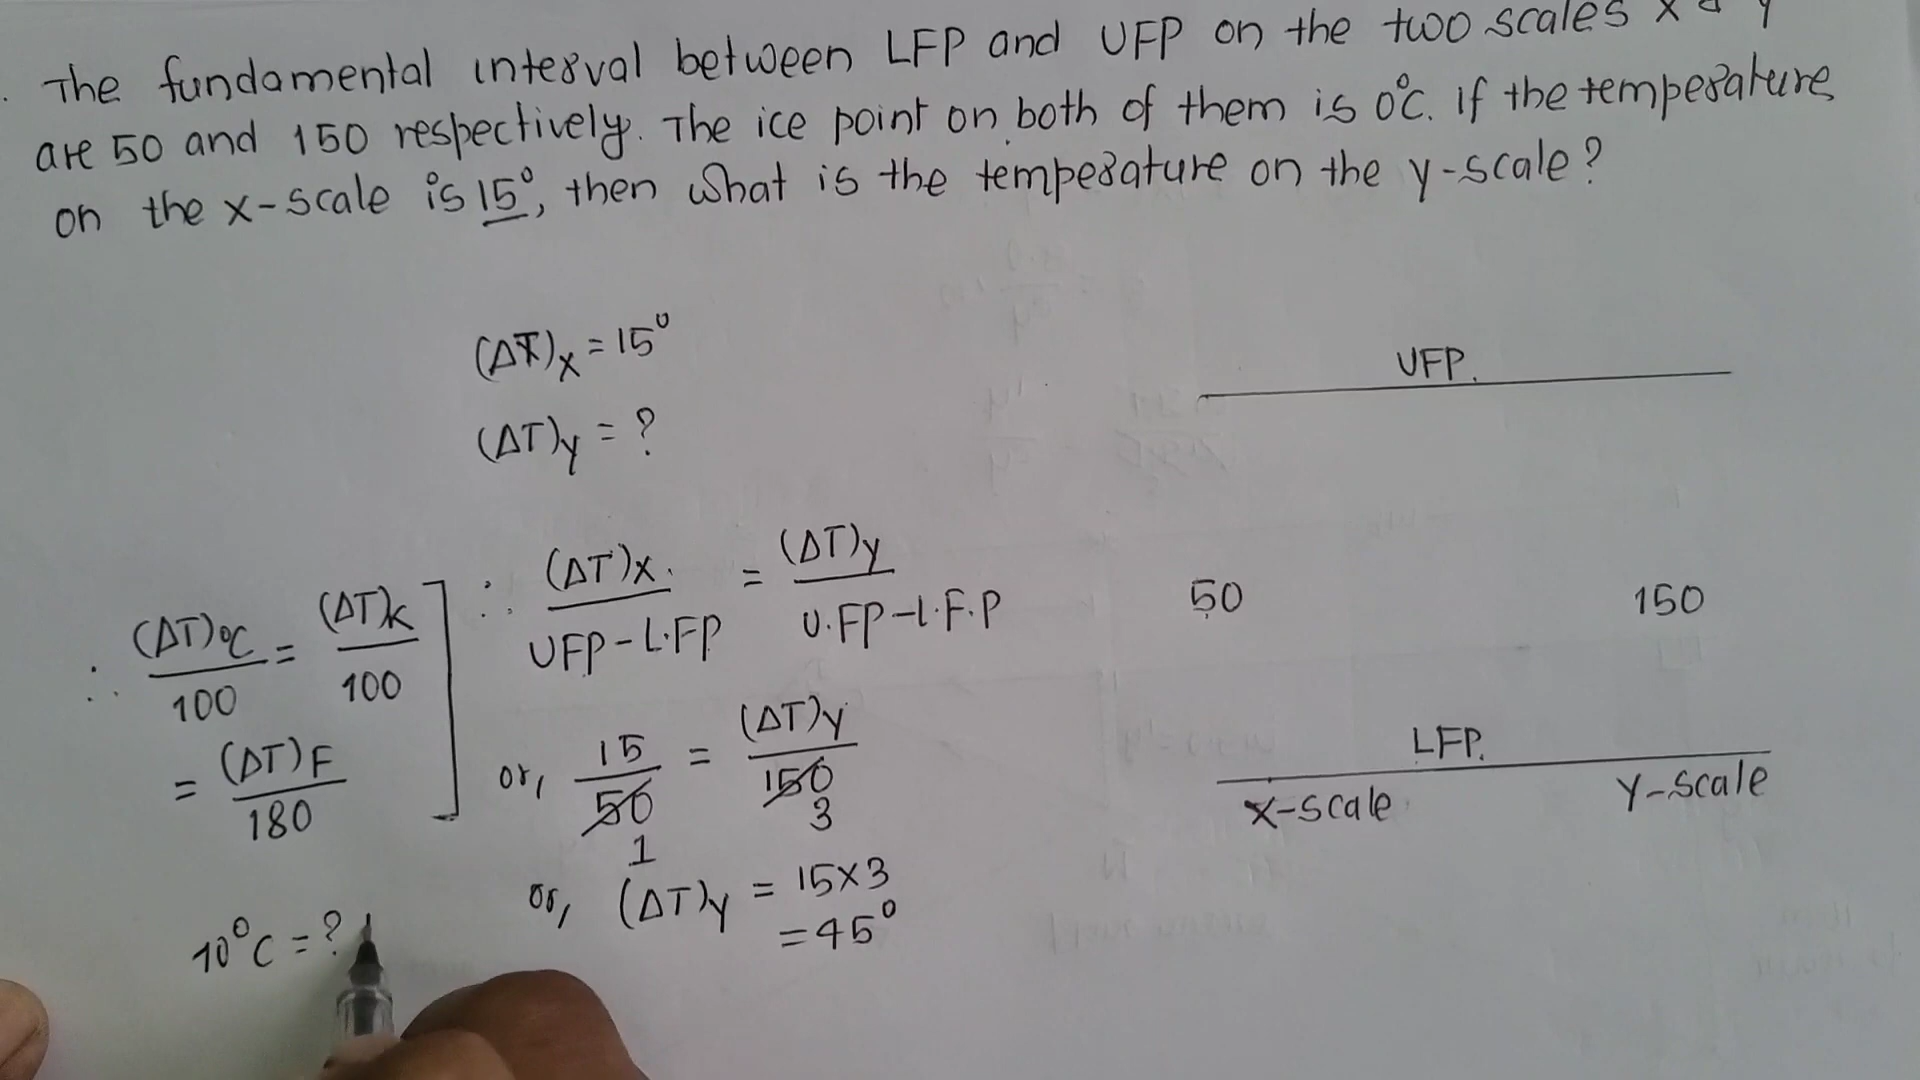 The fundamental interval between LFP and UFP on the two scales x & y
are 50 and 150 respectively. The ice point on both of them is 0°C. If the temperature
on the x-scale is 15°, then what is the temperature on the y-scale?
(ΔT)x = 15°
UFP.
(ΔT)y = ?
∴ (ΔT)°C / 100 = (ΔT)K / 100
= (ΔT)F / 180
∴ (ΔT)x / UFP-L.FP = (ΔT)y / U.FP-L.F.P
50 150
or, 15 / 50 = (ΔT)y / 150
1 3
LFP.
x-scale Y-scale
or, (ΔT)y = 15×3
= 45°
10°C = ?